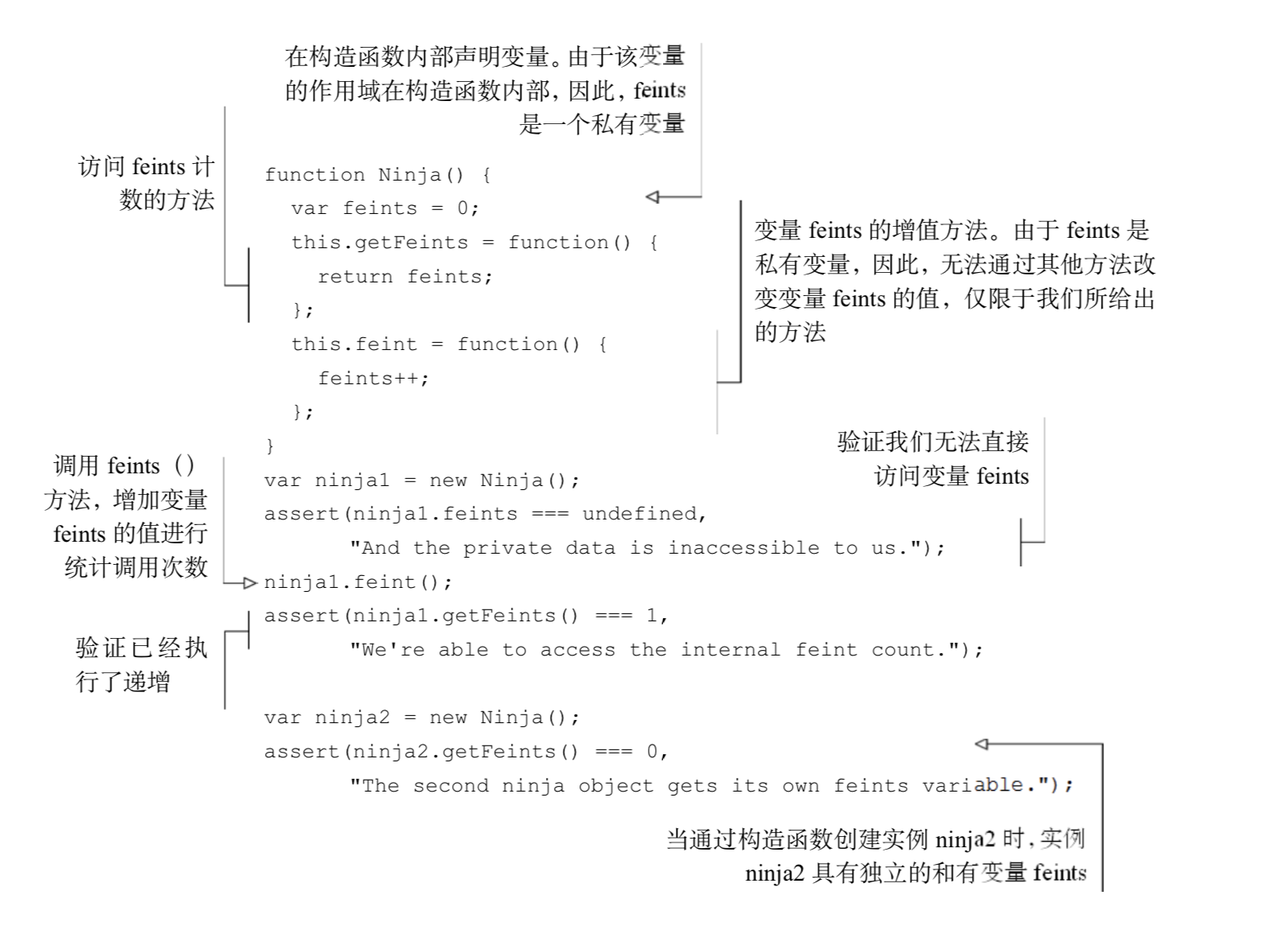 在构造函数内部声明变量。由于该变量
的作用域在构造函数内部，因此，feints
是一个私有变量
访问 feints 计
数的方法
function Ninja() {
var feints = 0;
this.getFeints = function() {
return feints;
};
this.feint = function() {
feints++;
};
}
变量 feints 的增值方法。由于 feints 是
私有变量，因此，无法通过其他方法改
变变量 feints 的值，仅限于我们所给出
的方法
验证我们无法直接
访问变量 feints
调用 feints（）
方法，增加变量
feints 的值进行
统计调用次数
var ninja1 = new Ninja();
assert(ninja1.feints === undefined,
"And the private data is inaccessible to us.");
ninja1.feint();
assert(ninja1.getFeints() === 1,
"We're able to access the internal feint count.");
验证已经执
行了递增
var ninja2 = new Ninja();
assert(ninja2.getFeints() === 0,
"The second ninja object gets its own feints variable.");
当通过构造函数创建实例 ninja2 时，实例
ninja2 具有独立的和有变量 feints